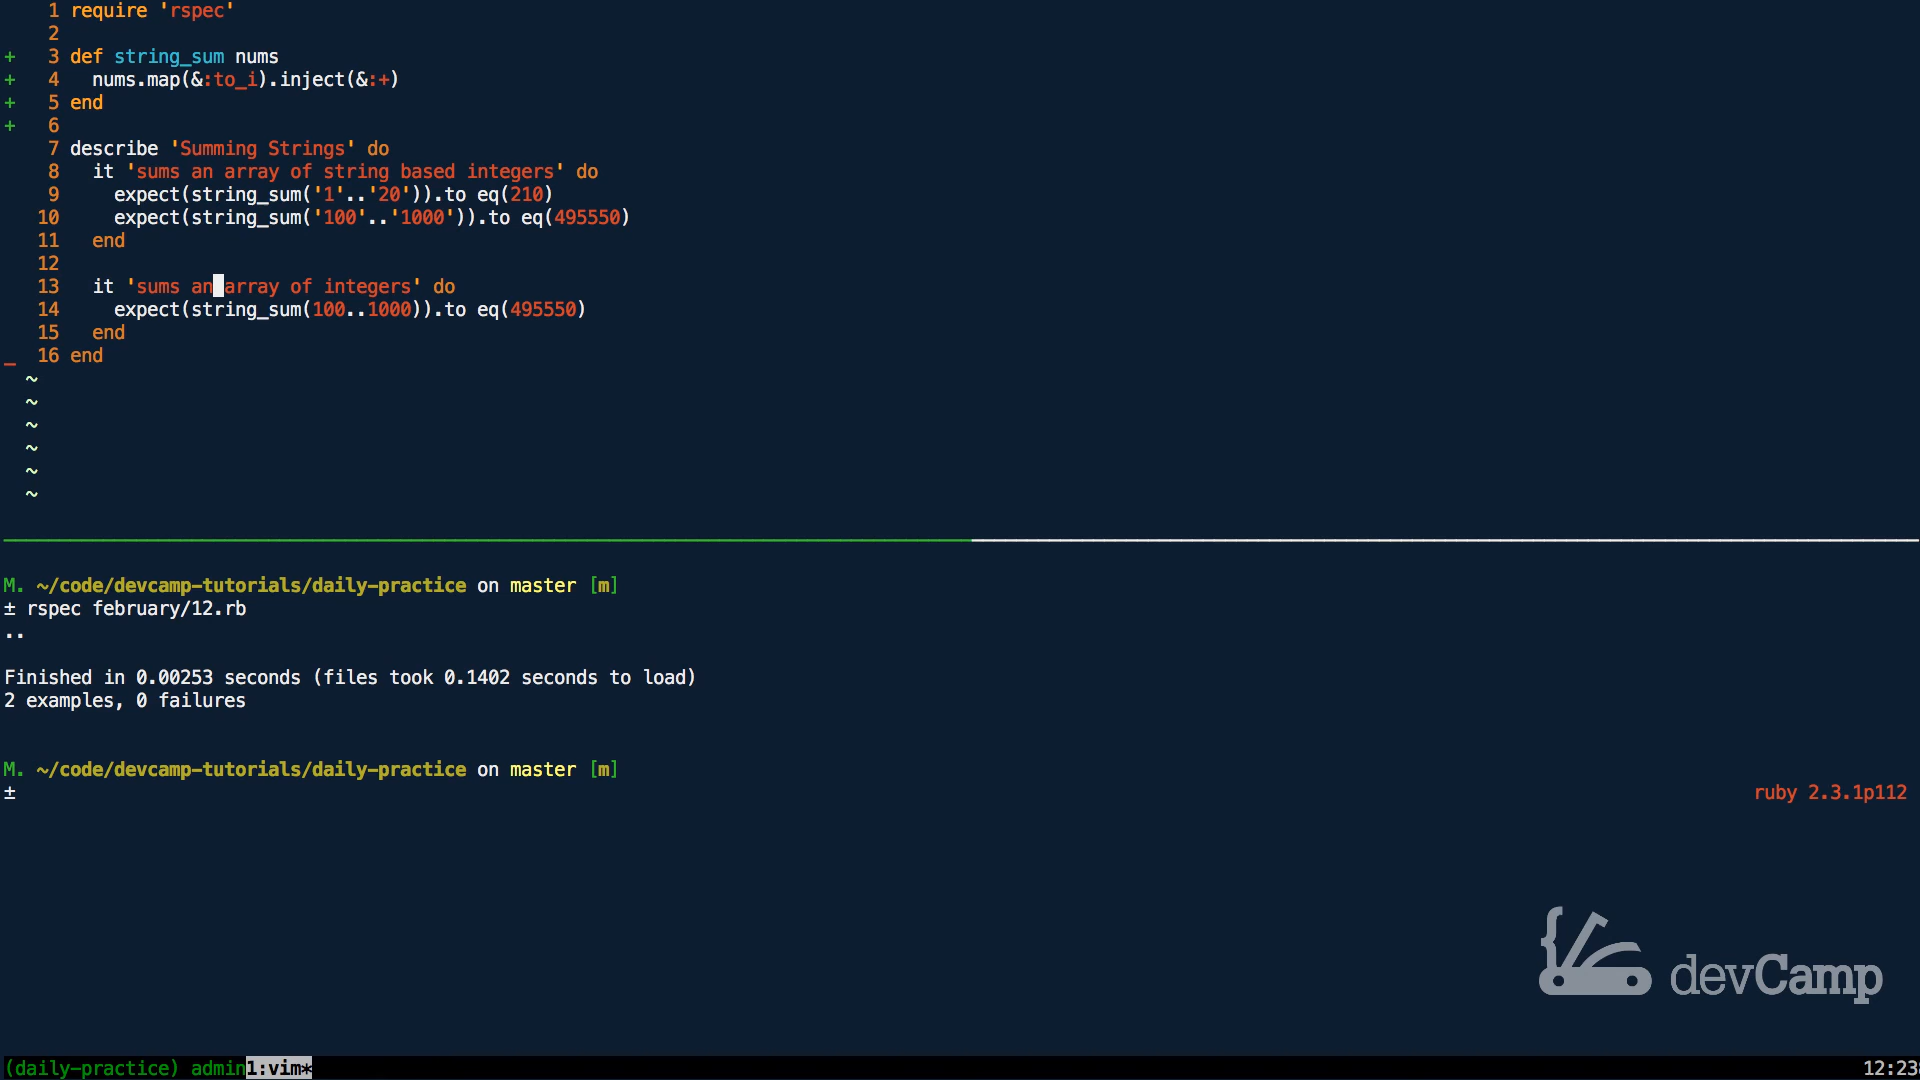 1 require 'rspec'
2
+ 3 def string_sum nums
+ 4   nums.map(&:to_i).inject(&:+)
+ 5 end
+ 6
7 describe 'Summing Strings' do
8   it 'sums an array of string based integers' do
9     expect(string_sum('1'..'20')).to eq(210)
10     expect(string_sum('100'..'1000')).to eq(495550)
11   end
12
13   it 'sums an array of integers' do
14     expect(string_sum(100..1000)).to eq(495550)
15   end
_ 16 end
~
~
~
~
~
~
M. ~/code/devcamp-tutorials/daily-practice on master [m]
± rspec february/12.rb
..
Finished in 0.00253 seconds (files took 0.1402 seconds to load)
2 examples, 0 failures
M. ~/code/devcamp-tutorials/daily-practice on master [m]
± ruby 2.3.1p112
devCamp
(daily-practice) admin1:vim* 12:23